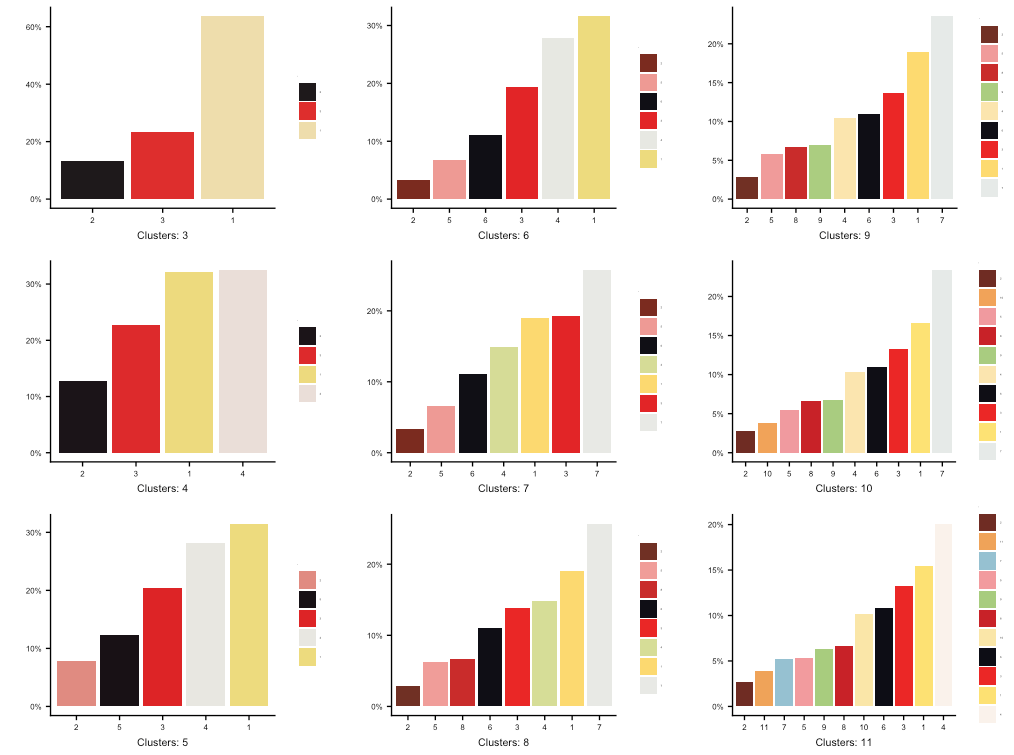 60%
40%
20%
0%
2 3 1
Clusters: 3
30%
20%
10%
0%
2 5 6 3 4 1
Clusters: 6
20%
15%
10%
5%
0%
2 5 8 9 4 6 3 1 7
Clusters: 9
30%
20%
10%
0%
2 3 1 4
Clusters: 4
20%
10%
0%
2 5 6 4 1 3 7
Clusters: 7
20%
15%
10%
5%
0%
2 10 5 8 9 4 6 3 1 7
Clusters: 10
30%
20%
10%
0%
2 5 3 4 1
Clusters: 5
20%
10%
0%
2 5 8 6 3 4 1 7
Clusters: 8
20%
15%
10%
5%
0%
2 11 7 5 9 8 10 6 3 1 4
Clusters: 11